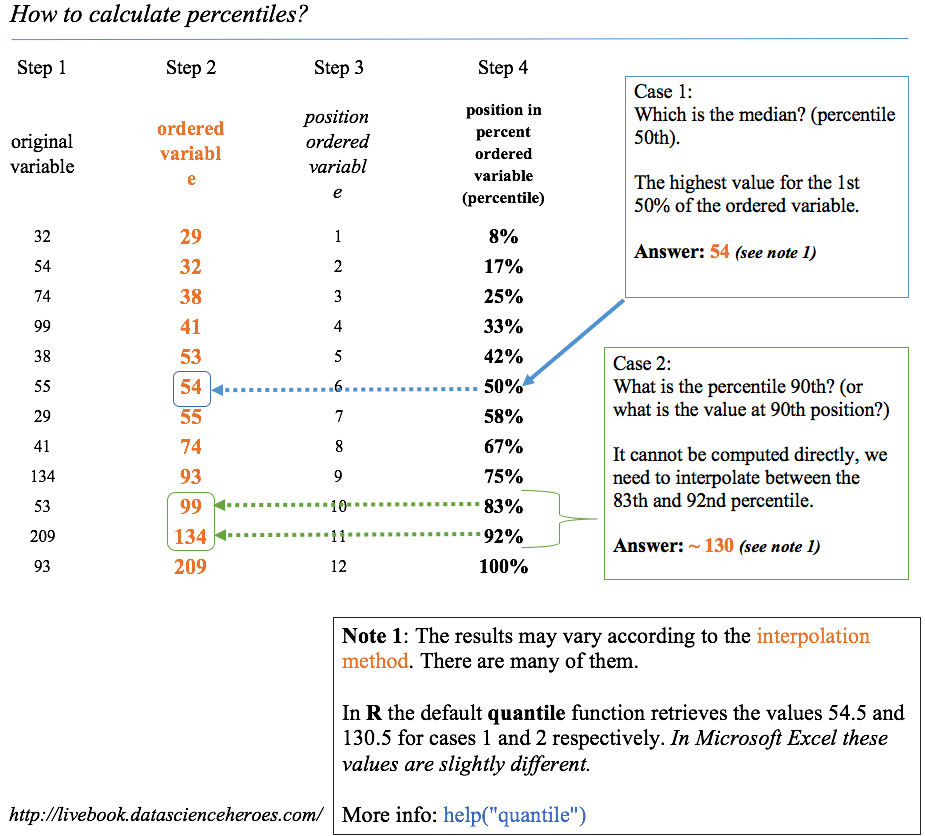 How to calculate percentiles?
Step 1 Step 2 Step 3 Step 4
original
variable
ordered
variabl
e
position
ordered
variabl
e
position in
percent
ordered
variable
(percentile)
32 29 1 8%
54 32 2 17%
74 38 3 25%
99 41 4 33%
38 53 5 42%
55 54 6 50%
29 55 7 58%
41 74 8 67%
134 93 9 75%
53 99 10 83%
209 134 11 92%
93 209 12 100%
Case 1:
Which is the median? (percentile
50th).
The highest value for the 1st
50% of the ordered variable.
Answer: 54 (see note 1)
Case 2:
What is the percentile 90th? (or
what is the value at 90th position?)
It cannot be computed directly, we
need to interpolate between the
83th and 92nd percentile.
Answer: ~ 130 (see note 1)
Note 1: The results may vary according to the interpolation
method. There are many of them.
In R the default quantile function retrieves the values 54.5 and
130.5 for cases 1 and 2 respectively. In Microsoft Excel these
values are slightly different.
More info: help("quantile")
http://livebook.datascienceheroes.com/